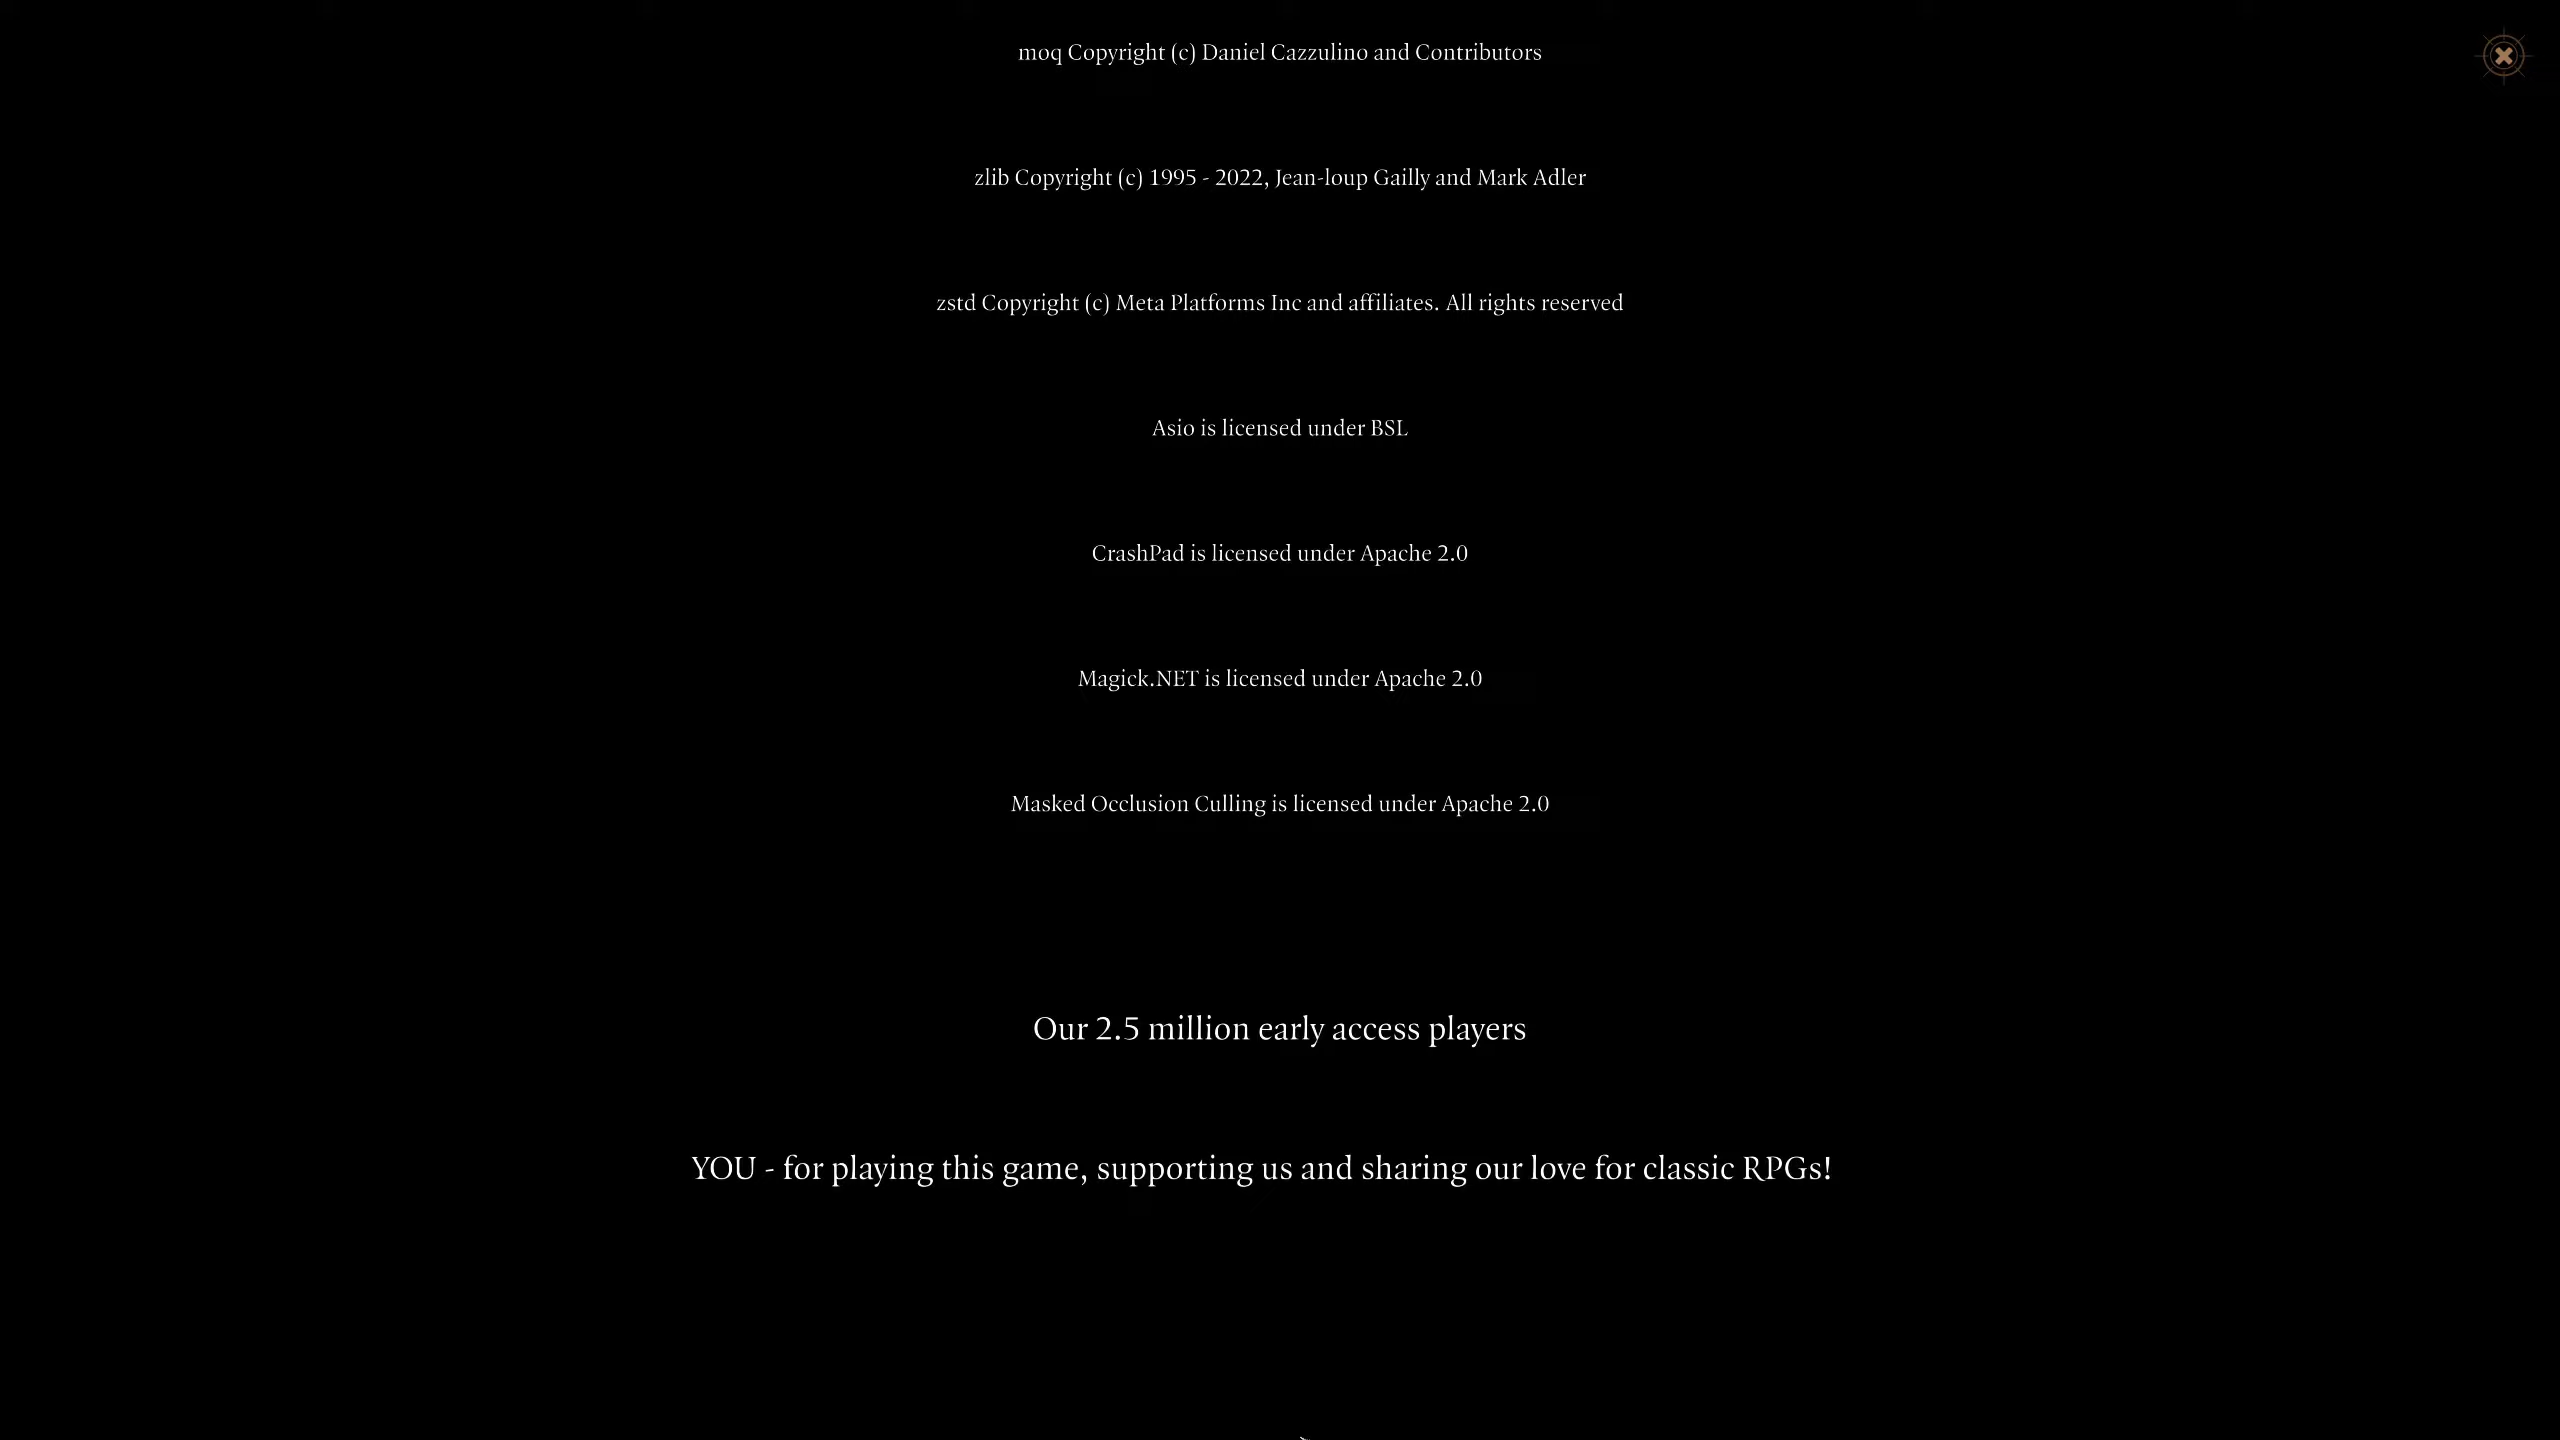 moq Copyright (c) Daniel Cazzulino and Contributors
zlib Copyright (c) 1995 - 2022, Jean-loup Gailly and Mark Adler
zstd Copyright (c) Meta Platforms Inc and affiliates. All rights reserved
Asio is licensed under BSL
CrashPad is licensed under Apache 2.0
Magick.NET is licensed under Apache 2.0
Masked Occlusion Culling is licensed under Apache 2.0
Our 2.5 million early access players
YOU - for playing this game, supporting us and sharing our love for classic RPGs!